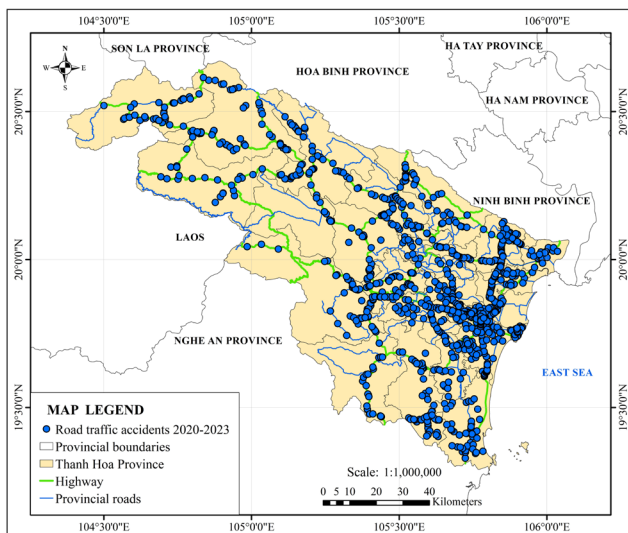 104°30'0"E 105°0'0"E 105°30'0"E 106°0'0"E
SON LA PROVINCE
HA TAY PROVINCE
N
W E
S
HOA BINH PROVINCE
20°30'0"N 20°30'0"N
HA NAM PROVINCE
NINH BINH PROVINCE
LAOS
20°0'0"N 20°0'0"N
NGHE AN PROVINCE
EAST SEA
19°30'0"N 19°30'0"N
MAP LEGEND
Road traffic accidents 2020-2023
Provincial boundaries
Thanh Hoa Province
Highway
Provincial roads
Scale: 1:1,000,000
0 5 10 20 30 40
Kilometers
104°30'0"E 105°0'0"E 105°30'0"E 106°0'0"E